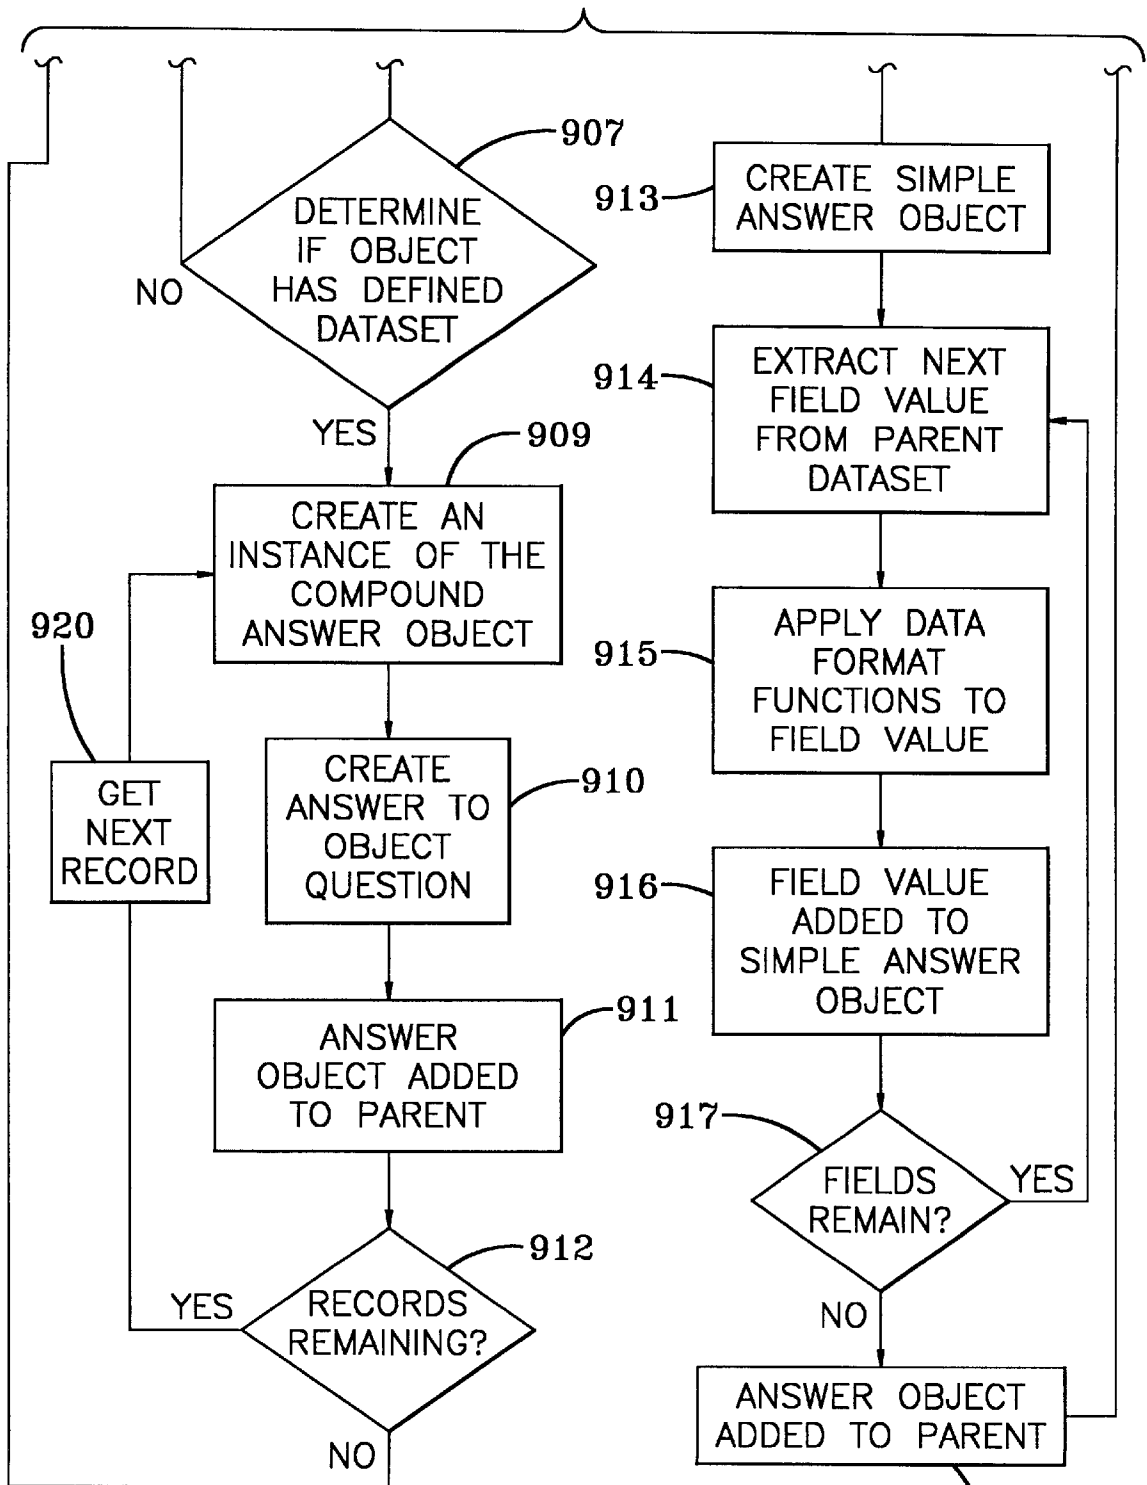 907
DETERMINE
IF OBJECT
HAS DEFINED
DATASET
NO
YES
909
CREATE AN
INSTANCE OF THE
COMPOUND
ANSWER OBJECT
920
GET
NEXT
RECORD
CREATE
ANSWER TO
OBJECT
QUESTION
910
ANSWER
OBJECT ADDED
TO PARENT
911
912
YES
RECORDS
REMAINING?
NO
913
CREATE SIMPLE
ANSWER OBJECT
914
EXTRACT NEXT
FIELD VALUE
FROM PARENT
DATASET
915
APPLY DATA
FORMAT
FUNCTIONS TO
FIELD VALUE
916
FIELD VALUE
ADDED TO
SIMPLE ANSWER
OBJECT
917
FIELDS
REMAIN?
YES
NO
ANSWER OBJECT
ADDED TO PARENT